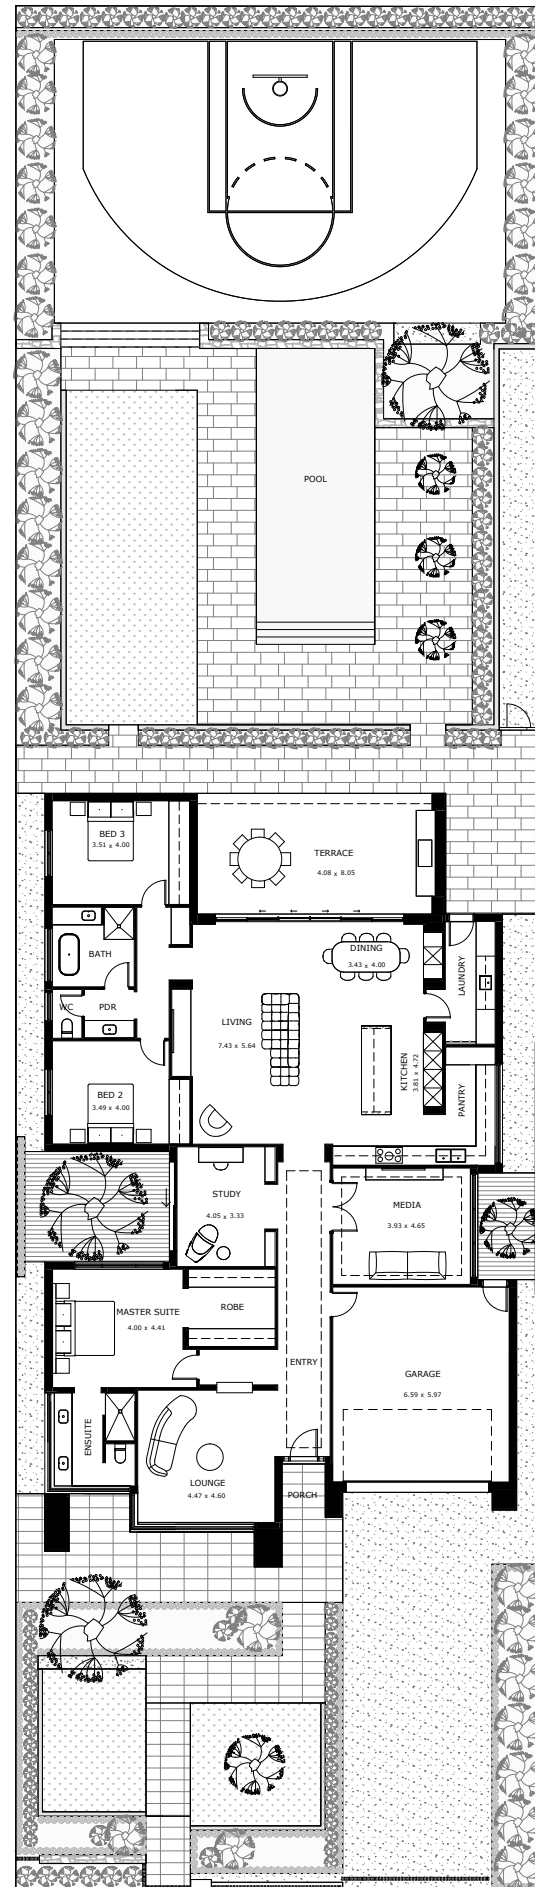 POOL
BED 3
3.51 x 4.00
TERRACE
4.08 x 8.05
BATH
DINING
3.43 x 4.00
LAUNDRY
WC
PDR
LIVING
7.43 x 5.64
KITCHEN
3.81 x 4.72
BED 2
3.49 x 4.00
PANTRY
STUDY
4.05 x 3.33
MEDIA
3.93 x 4.65
MASTER SUITE
4.00 x 4.41
ROBE
ENTRY
GARAGE
6.59 x 5.97
ENSUITE
LOUNGE
4.47 x 4.60
PORCH